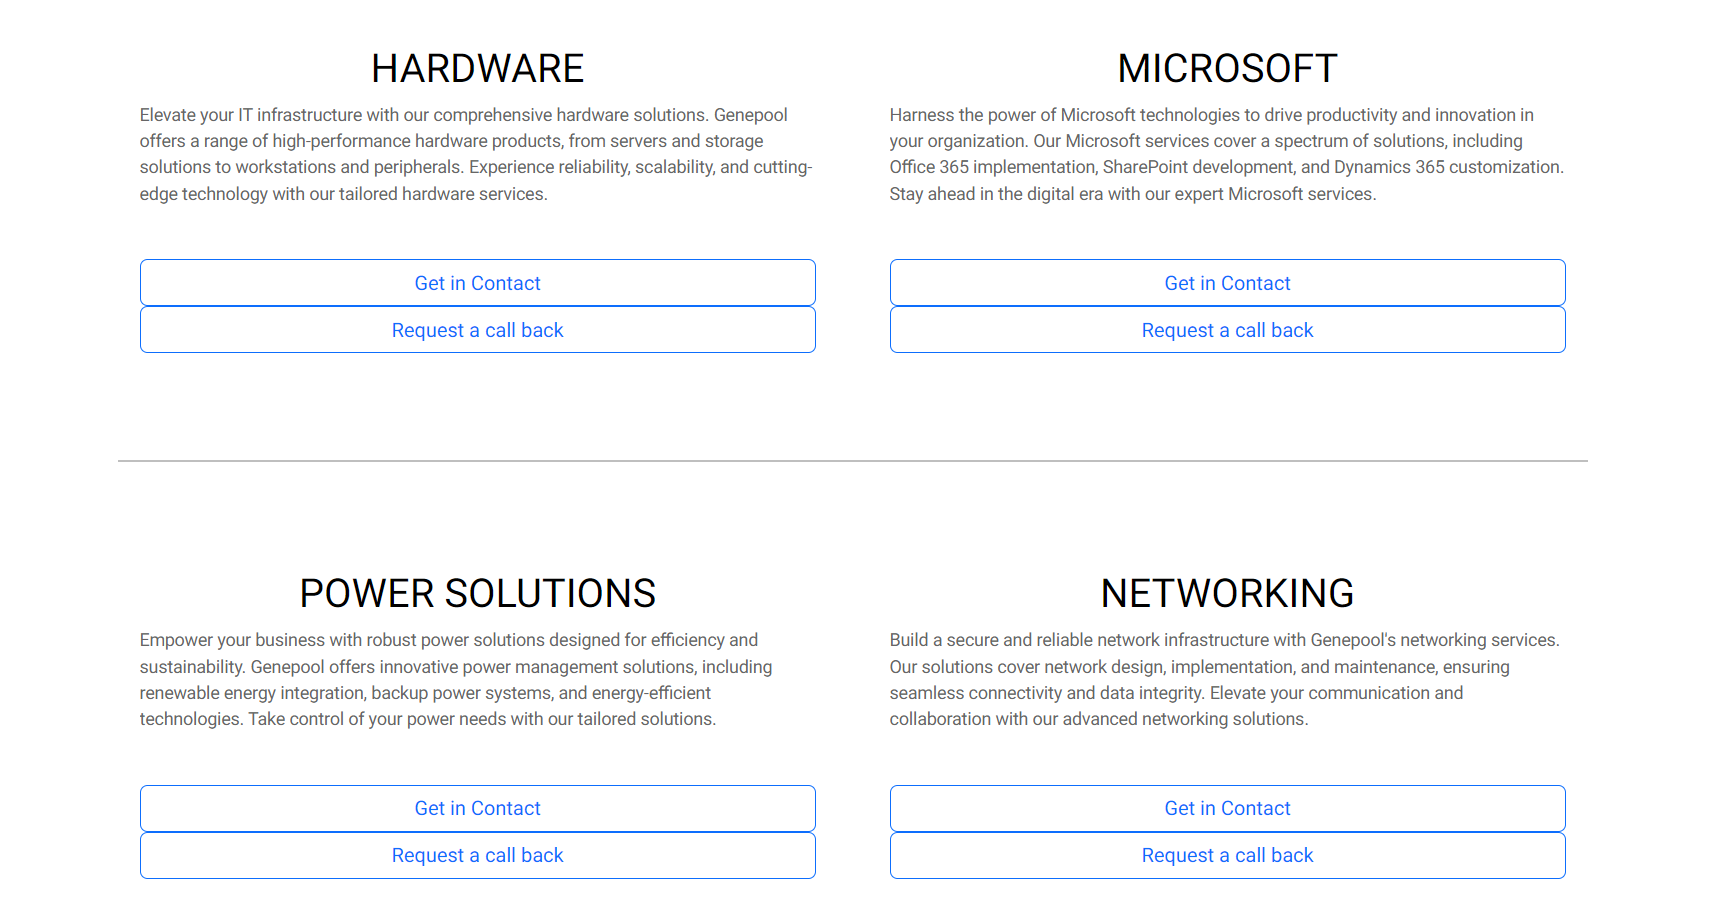 HARDWARE
Elevate your IT infrastructure with our comprehensive hardware solutions. Genepool
offers a range of high-performance hardware products, from servers and storage
solutions to workstations and peripherals. Experience reliability, scalability, and cutting-
edge technology with our tailored hardware services.
Get in Contact
Request a call back
MICROSOFT
Harness the power of Microsoft technologies to drive productivity and innovation in
your organization. Our Microsoft services cover a spectrum of solutions, including
Office 365 implementation, SharePoint development, and Dynamics 365 customization.
Stay ahead in the digital era with our expert Microsoft services.
Get in Contact
Request a call back
POWER SOLUTIONS
Empower your business with robust power solutions designed for efficiency and
sustainability. Genepool offers innovative power management solutions, including
renewable energy integration, backup power systems, and energy-efficient
technologies. Take control of your power needs with our tailored solutions.
Get in Contact
Request a call back
NETWORKING
Build a secure and reliable network infrastructure with Genepool's networking services.
Our solutions cover network design, implementation, and maintenance, ensuring
seamless connectivity and data integrity. Elevate your communication and
collaboration with our advanced networking solutions.
Get in Contact
Request a call back